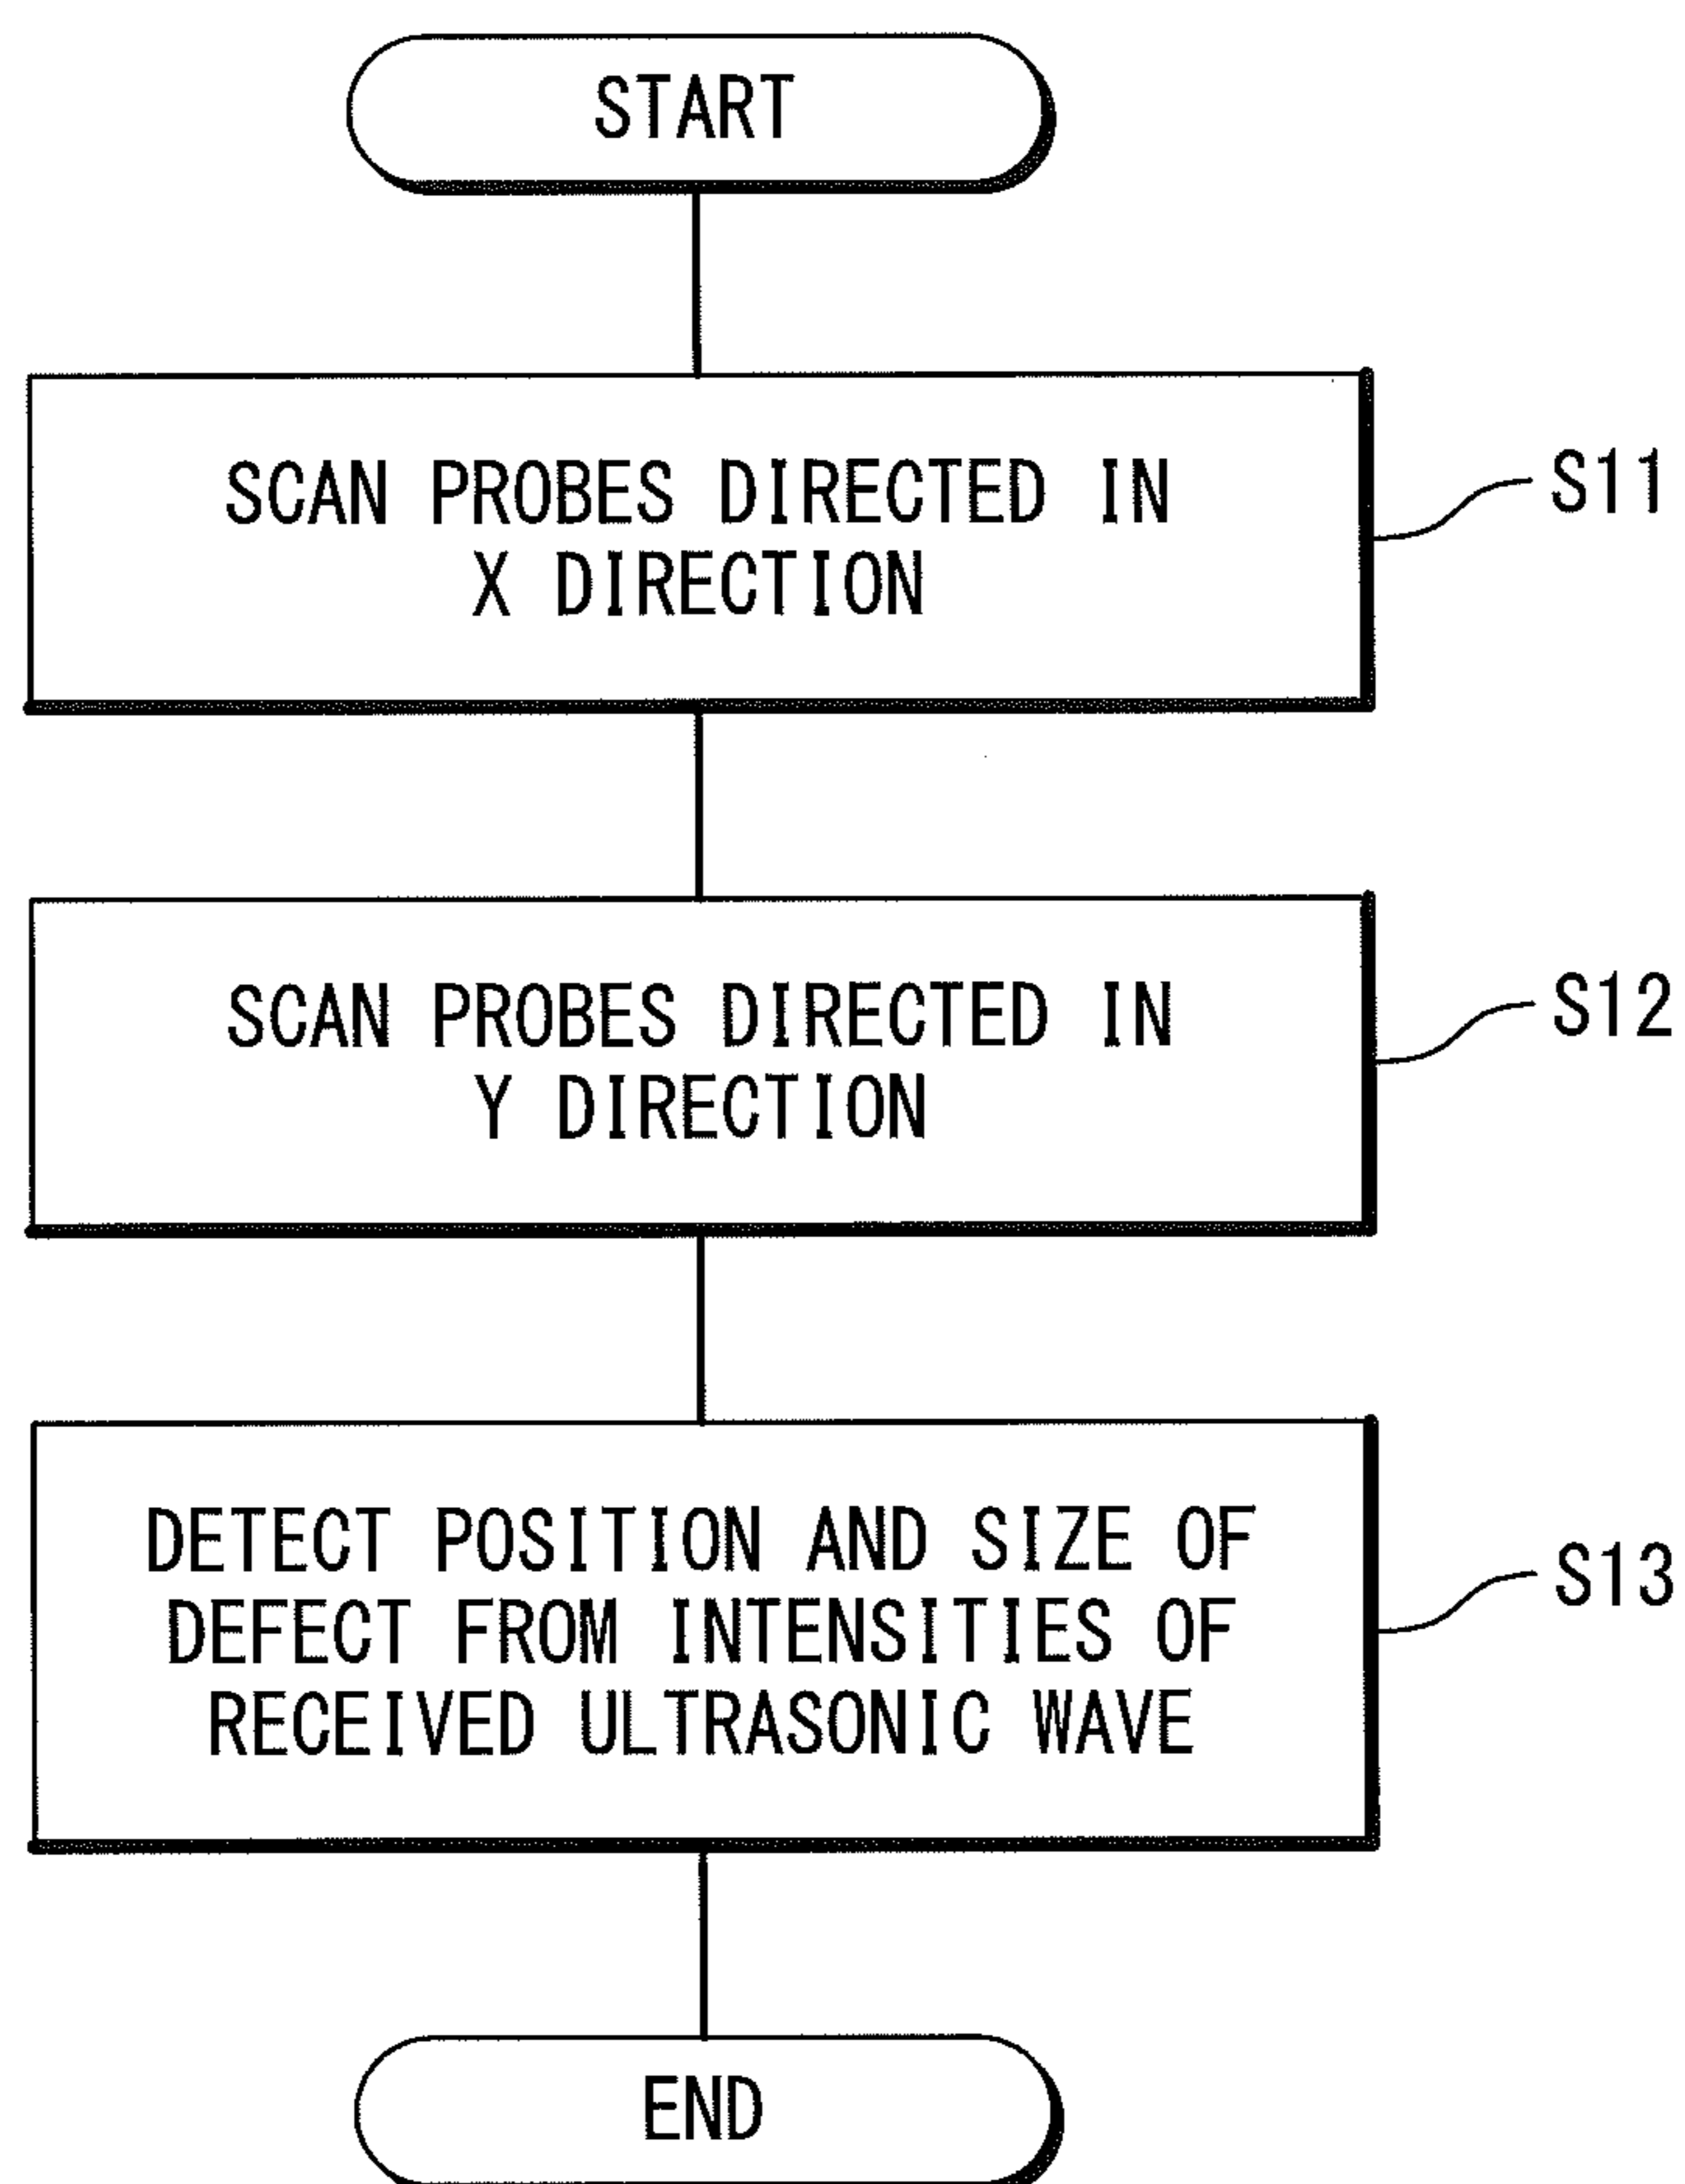 START
SCAN PROBES DIRECTED IN
X DIRECTION
S11
SCAN PROBES DIRECTED IN
Y DIRECTION
S12
DETECT POSITION AND SIZE OF
DEFECT FROM INTENSITIES OF
RECEIVED ULTRASONIC WAVE
S13
END